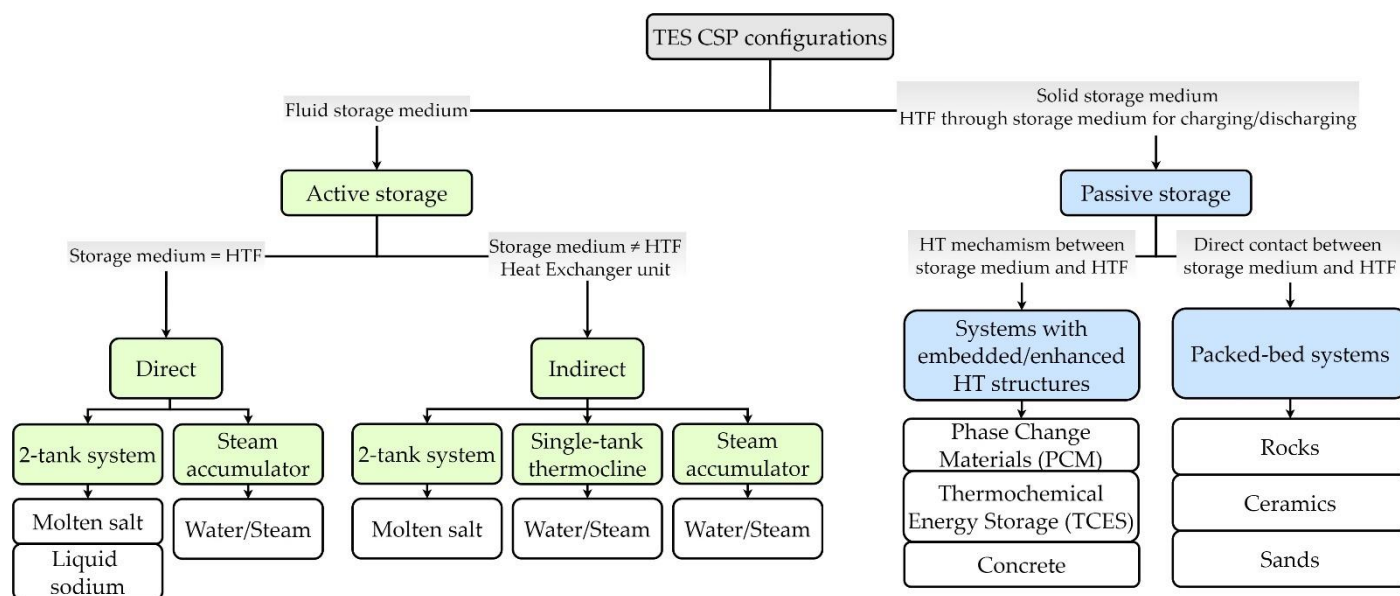 TES CSP configurations
Fluid storage medium
Solid storage medium
HTF through storage medium for charging/discharging
Active storage
Passive storage
Storage medium = HTF
Storage medium ≠ HTF
Heat Exchanger unit
HT mechamism between
storage medium and HTF
Direct contact between
storage medium and HTF
Direct
Indirect
Systems with
embedded/enhanced
HT structures
Packed-bed systems
2-tank system
Steam
accumulator
2-tank system
Single-tank
thermocline
Steam
accumulator
Molten salt
Liquid
sodium
Water/Steam
Molten salt
Water/Steam
Water/Steam
Phase Change
Materials (PCM)
Thermochemical
Energy Storage (TCES)
Concrete
Rocks
Ceramics
Sands